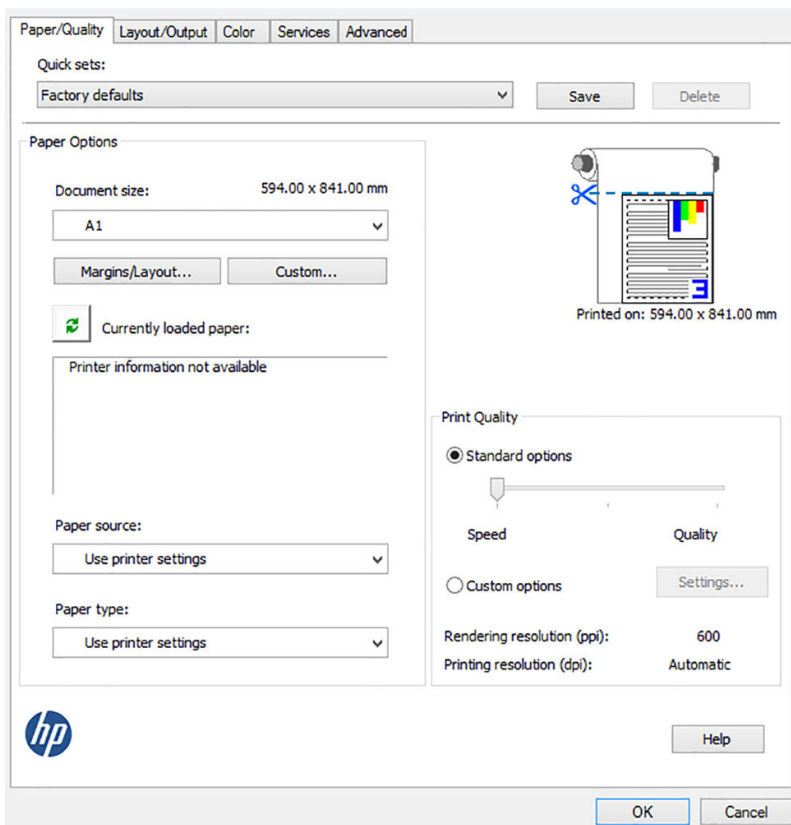 Paper/Quality Layout/Output Color Services Advanced
Quick sets:
Factory defaults Save Delete
Paper Options
Document size: 594.00 x 841.00 mm
A1
Margins/Layout... Custom...
3
Printed on: 594.00 x 841.00 mm
Currently loaded paper:
Printer information not available
Print Quality
Standard options
Speed Quality
Paper source:
Use printer settings
Custom options Settings...
Paper type:
Use printer settings
Rendering resolution (ppi): 600
Printing resolution (dpi): Automatic
hp
Help
OK Cancel